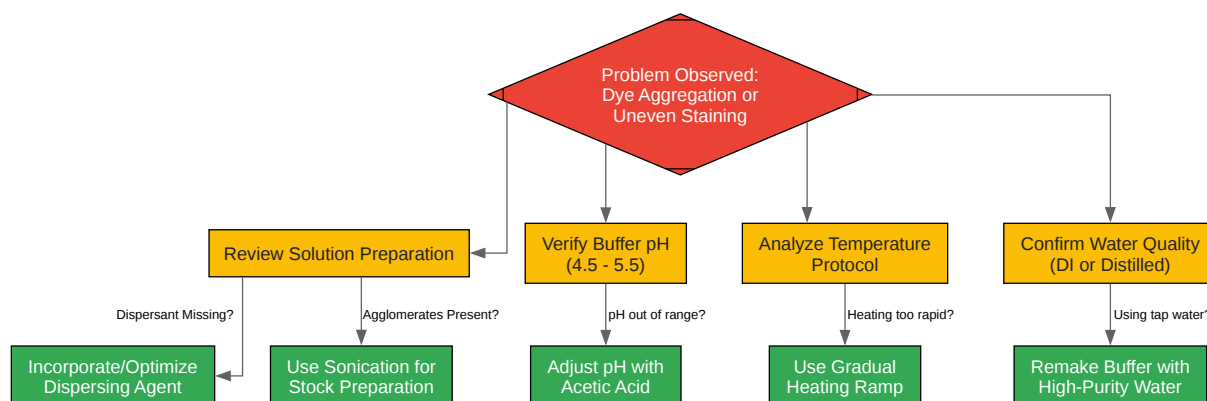 Problem Observed:
Dye Aggregation or
Uneven Staining
Review Solution Preparation
Verify Buffer pH
(4.5 - 5.5)
Analyze Temperature
Protocol
Confirm Water Quality
(DI or Distilled)
Dispersant Missing?
Agglomerates Present?
pH out of range?
Heating too rapid?
Using tap water?
Incorporate/Optimize
Dispersing Agent
Use Sonication for
Stock Preparation
Adjust pH with
Acetic Acid
Use Gradual
Heating Ramp
Remake Buffer with
High-Purity Water